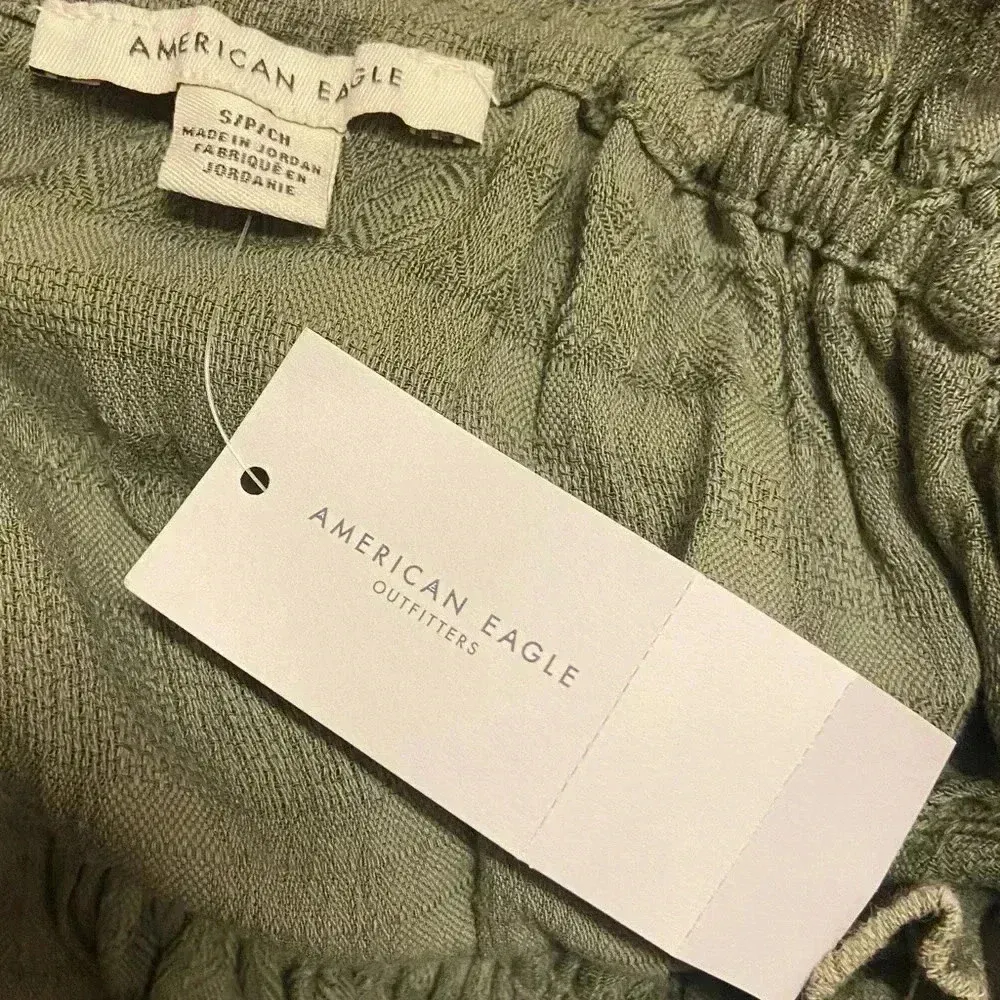 AMERICAN EAGLE
S/P/CH
MADE IN JORDAN
FABRIQUÉ EN
JORDANIE
AMERICAN EAGLE
OUTFITTERS